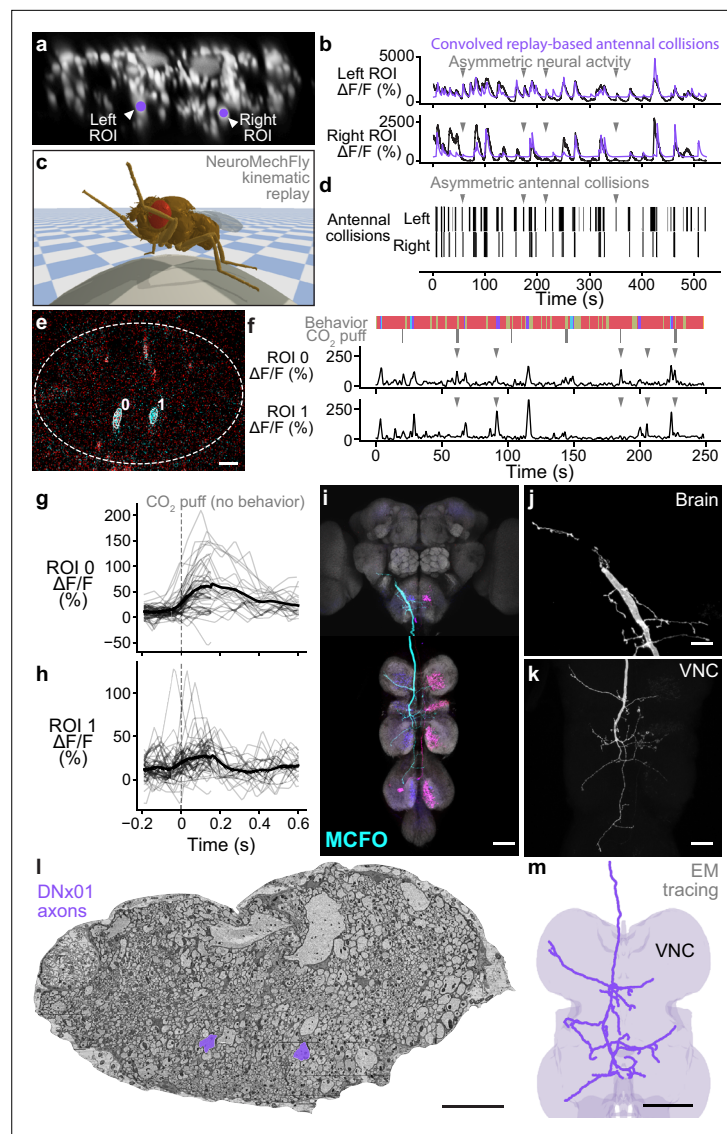 a
Left
ROI
Right
ROI
b
Convolved replay-based antennal collisions
Asymmetric neural actvity
5000
Left ROI
ΔF/F (%)
0
2500
Right ROI
ΔF/F (%)
0
c
NeuroMechFly
kinematic
replay
d
Asymmetric antennal collisions
Antennal
collisions
Left
Right
0 100 200 300 400 500
Time (s)
e
0
1
f
Behavior
CO2 puff
250
ROI 0
ΔF/F (%)
0
250
ROI 1
ΔF/F (%)
0
0 50 100 150 200 250
Time (s)
g
CO2 puff (no behavior)
200
150
100
50
0
−50
ROI 0
ΔF/F
(%)
h
100
50
0
ROI 1
ΔF/F
(%)
-0.2 0 0.2 0.4 0.6
Time (s)
i
MCFO
j
Brain
k
VNC
l
DNx01
axons
m
EM
tracing
VNC